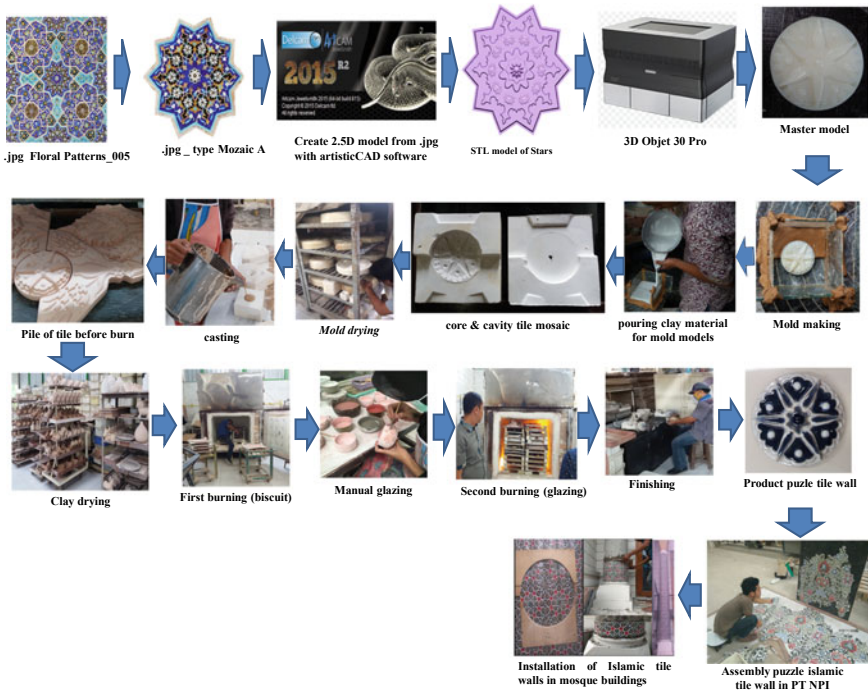 Delcam ArtCAM
2015 R2
.jpg Floral Patterns_005
.jpg _ type Mozaic A
Create 2.5D model from .jpg
with artisticCAD software
STL model of Stars
3D Objet 30 Pro
Master model
Pile of tile before burn
casting
Mold drying
core & cavity tile mosaic
pouring clay material
for mold models
Mold making
Clay drying
First burning (biscuit)
Manual glazing
Second burning (glazing)
Finishing
Product puzle tile wall
Installation of Islamic tile
walls in mosque buildings
Assembly puzzle islamic
tile wall in PT NPI